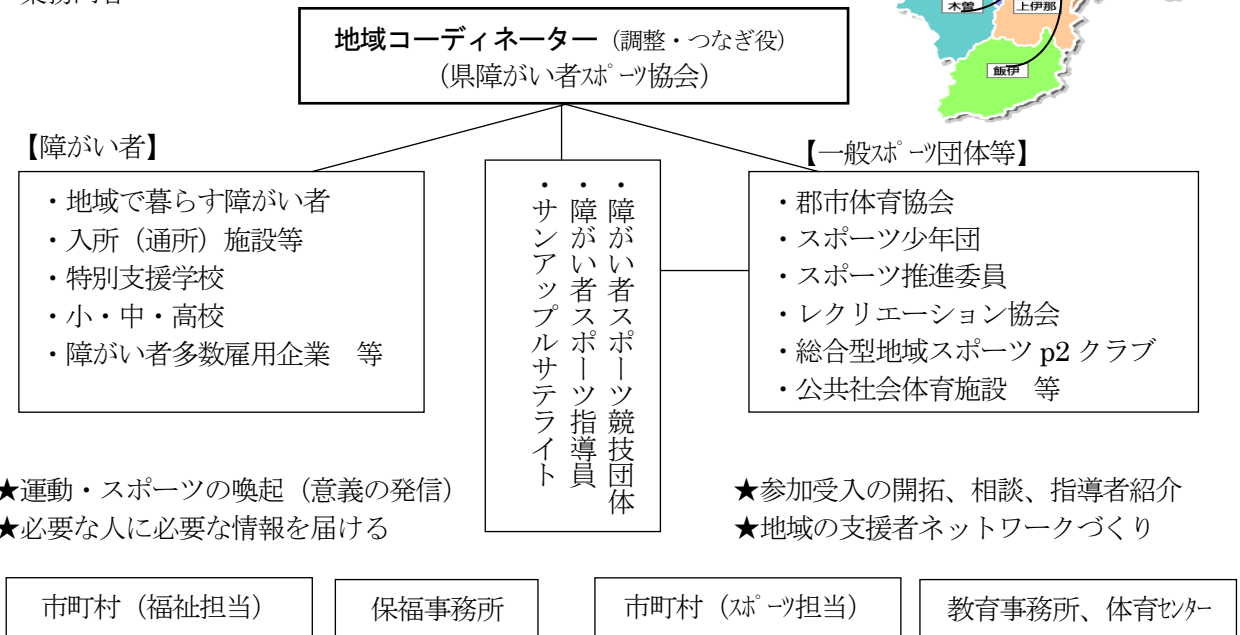 木曽
上伊那
飯伊
地域コーディネーター（調整・つなぎ役）
（県障がい者ｽﾎﾟｰﾂ協会）
【障がい者】
・地域で暮らす障がい者
・入所（通所）施設等
・特別支援学校
・小・中・高校
・障がい者多数雇用企業　等
・障がい者スポーツ競技団体
・障がい者スポーツ指導員
・サンアップルサテライト
【一般ｽﾎﾟｰﾂ団体等】
・郡市体育協会
・スポーツ少年団
・スポーツ推進委員
・レクリエーション協会
・総合型地域スポーツ p2 クラブ
・公共社会体育施設　等
★運動・スポーツの喚起（意義の発信）
★必要な人に必要な情報を届ける
★参加受入の開拓、相談、指導者紹介
★地域の支援者ネットワークづくり
市町村（福祉担当）
保福事務所
市町村（ｽﾎﾟｰﾂ担当）
教育事務所、体育ｾﾝﾀｰ